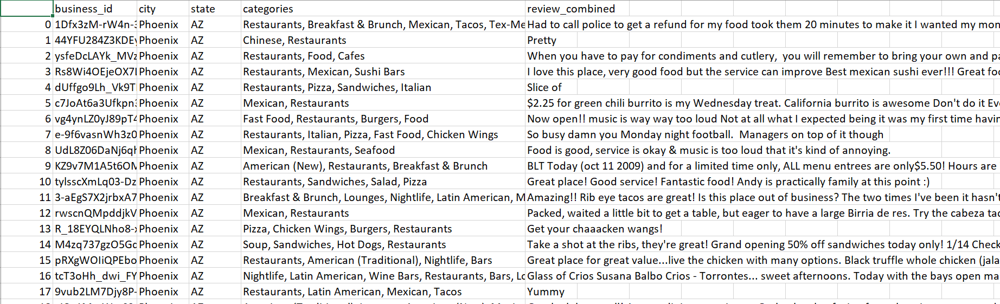 business_id city state categories review_combined
0 1Dfx3zM-rW4n- Phoenix AZ Restaurants, Breakfast & Brunch, Mexican, Tacos, Tex-Me Had to call police to get a refund for my food took them 20 minutes to make it I wanted my mon
1 44YFU284Z3KDE Phoenix AZ Chinese, Restaurants Pretty
2 ysfeDcLAYk_MVz Phoenix AZ Restaurants, Food, Cafes When you have to pay for condiments and cutlery,  you will remember to bring your own and pa
3 Rs8Wi4OEjeOX7 Phoenix AZ Restaurants, Mexican, Sushi Bars I love this place, very good food but the service can improve Best mexican sushi ever!!! Great foo
4 dUffgo9Lh_Vk9T Phoenix AZ Restaurants, Pizza, Sandwiches, Italian Slice of
5 c7JoAt6a3Ufkpn Phoenix AZ Mexican, Restaurants $2.25 for green chili burrito is my Wednesday treat. California burrito is awesome Don't do it Ev
6 vg4ynLZ0yJ89pT4 Phoenix AZ Fast Food, Restaurants, Burgers, Food Now open!! music is way way too loud Not at all what I expected being it was my first time havin
7 e-9f6vasnWh3z0 Phoenix AZ Restaurants, Italian, Pizza, Fast Food, Chicken Wings So busy damn you Monday night football.  Managers on top of it though
8 UdL8Z06DaNj6q Phoenix AZ Mexican, Restaurants, Seafood Food is good, service is okay & music is too loud that it's kind of annoying.
9 KZ9v7M1A5t6O Phoenix AZ American (New), Restaurants, Breakfast & Brunch BLT Today (oct 11 2009) and for a limited time only, ALL menu entrees are only$5.50! Hours are
10 tylsscXmLq03-Dz Phoenix AZ Restaurants, Sandwiches, Salad, Pizza Great place! Good service! Fantastic food! Andy is practically family at this point :)
11 3-aEgS7X2jrbxA7 Phoenix AZ Breakfast & Brunch, Lounges, Nightlife, Latin American, M Amazing!! Rib eye tacos are great! Is this place out of business? The two times I've been it hasn't
12 rwscnQMpddjkV Phoenix AZ Mexican, Restaurants Packed, waited a little bit to get a table, but eager to have a large Birria de res. Try the cabeza tac
13 R_18EYQLNho8- Phoenix AZ Pizza, Chicken Wings, Burgers, Restaurants Get your chaaacken wangs!
14 M4zq737gzO5G Phoenix AZ Soup, Sandwiches, Hot Dogs, Restaurants Take a shot at the ribs, they're great! Grand opening 50% off sandwiches today only! 1/14 Check
15 pRXgWOIiQPEbo Phoenix AZ Restaurants, American (Traditional), Nightlife, Bars Great place for great value...live the chicken with many options. Black truffle whole chicken (jala
16 tcT3oHh_dwi_FY Phoenix AZ Nightlife, Latin American, Wine Bars, Restaurants, Bars, Lo Glass of Crios Susana Balbo Crios - Torrontes... sweet afternoons. Today with the bays open ma
17 9vub2LM7Djy8P- Phoenix AZ Restaurants, Latin American, Mexican, Tacos Yummy